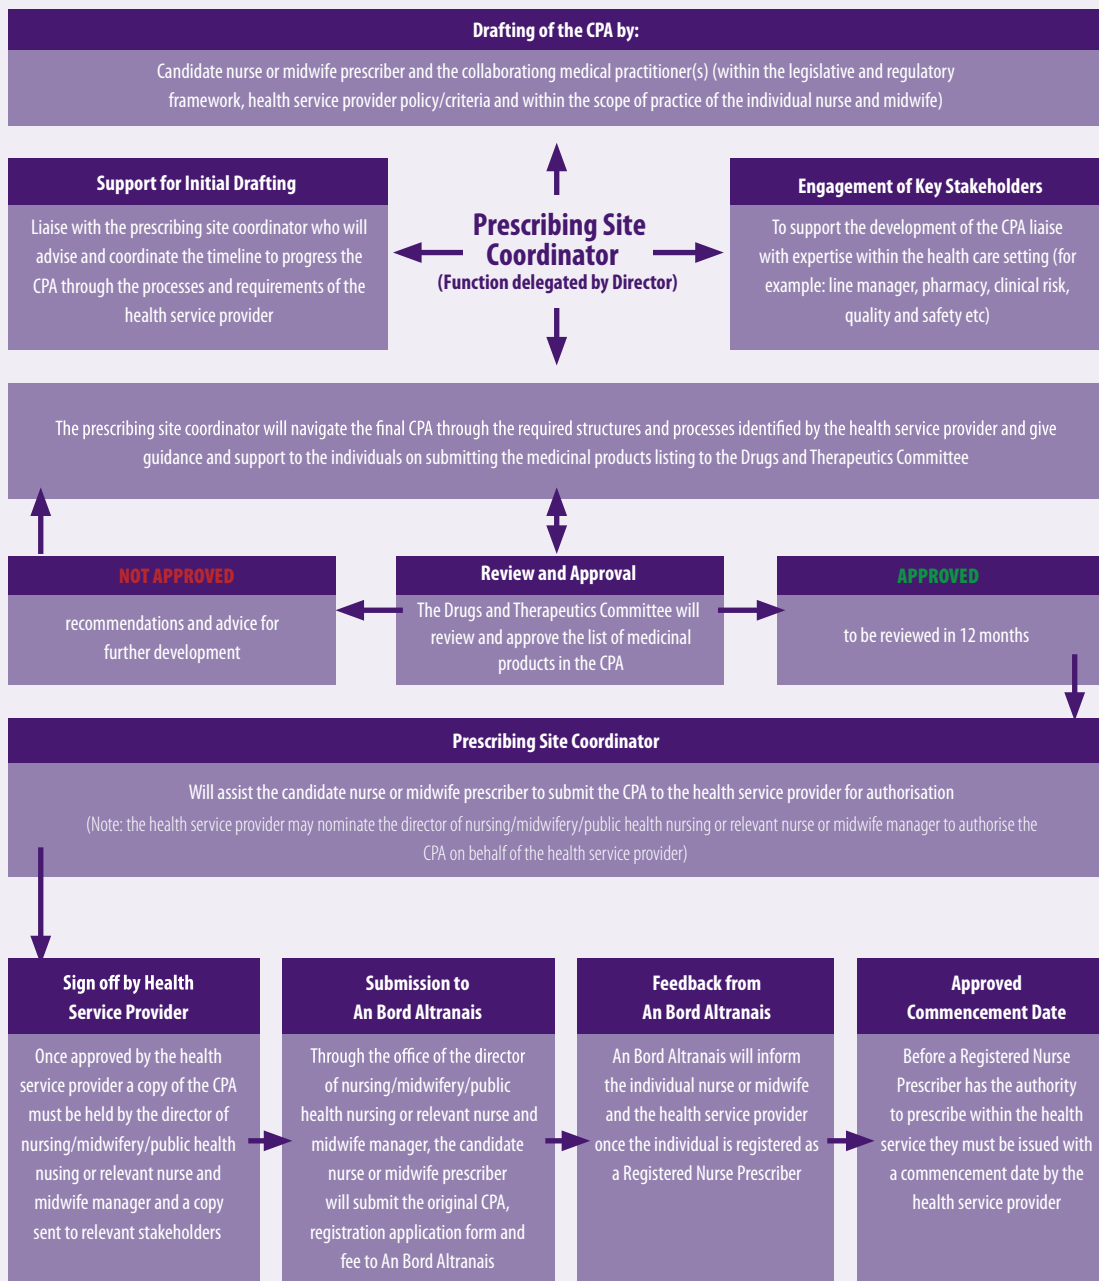 Drafting of the CPA by:
Candidate nurse or midwife prescriber and the collaborationg medical practitioner(s) (within the legislative and regulatory
framework, health service provider policy/criteria and within the scope of practice of the individual nurse and midwife)
Support for Initial Drafting
Liaise with the prescribing site coordinator who will
advise and coordinate the timeline to progress the
CPA through the processes and requirements of the
health service provider
Prescribing Site
Coordinator
(Function delegated by Director)
Engagement of Key Stakeholders
To support the development of the CPA liaise
with expertise within the health care setting (for
example: line manager, pharmacy, clinical risk,
quality and safety etc)
The prescribing site coordinator will navigate the final CPA through the required structures and processes identified by the health service provider and give
guidance and support to the individuals on submitting the medicinal products listing to the Drugs and Therapeutics Committee
NOT APPROVED
recommendations and advice for
further development
Review and Approval
The Drugs and Therapeutics Committee will
review and approve the list of medicinal
products in the CPA
APPROVED
to be reviewed in 12 months
Prescribing Site Coordinator
Will assist the candidate nurse or midwife prescriber to submit the CPA to the health service provider for authorisation
(Note: the health service provider may nominate the director of nursing/midwifery/public health nursing or relevant nurse or midwife manager to authorise the
CPA on behalf of the health service provider)
Sign off by Health
Service Provider
Once approved by the health
service provider a copy of the CPA
must be held by the director of
nursing/midwifery/public health
nusing or relevant nurse and
midwife manager and a copy
sent to relevant stakeholders
Submission to
An Bord Altranais
Through the office of the director
of nursing/midwifery/public
health nursing or relevant nurse and
midwife manager, the candidate
nurse or midwife prescriber
will submit the original CPA,
registration application form and
fee to An Bord Altranais
Feedback from
An Bord Altranais
An Bord Altranais will inform
the individual nurse or midwife
and the health service provider
once the individual is registered as
a Registered Nurse Prescriber
Approved
Commencement Date
Before a Registered Nurse
Prescriber has the authority
to prescribe within the health
service they must be issued with
a commencement date by the
health service provider